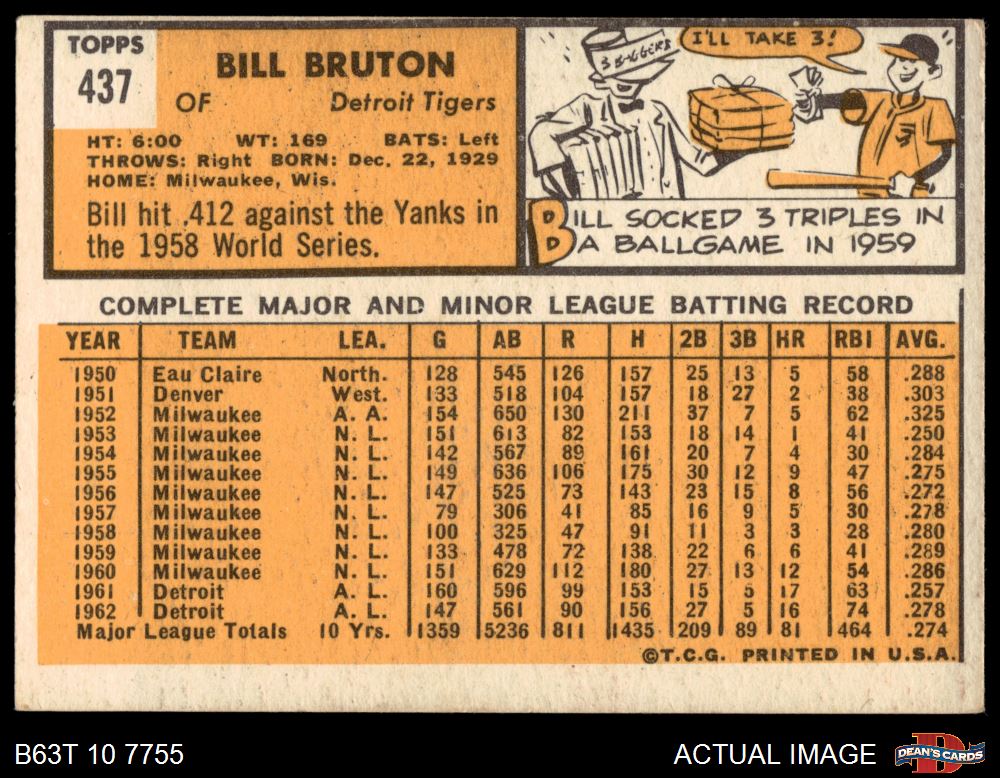 TOPPS
437
BILL BRUTON
OF Detroit Tigers
HT: 6:00 WT: 169 BATS: Left
THROWS: Right BORN: Dec. 22, 1929
HOME: Milwaukee, Wis.
Bill hit .412 against the Yanks in
the 1958 World Series.
3 BAGGERS
I'LL TAKE 3!
BILL SOCKED 3 TRIPLES IN
A BALLGAME IN 1959
COMPLETE MAJOR AND MINOR LEAGUE BATTING RECORD
YEAR TEAM LEA. G AB R H 2B 3B HR RBI AVG.
1950 Eau Claire North. 128 545 126 157 25 13 5 58 .288
1951 Denver West. 133 518 104 157 18 27 2 38 .303
1952 Milwaukee A. A. 154 650 130 211 37 7 5 62 .325
1953 Milwaukee N. L. 151 613 82 153 18 14 1 41 .250
1954 Milwaukee N. L. 142 567 89 161 20 7 4 30 .284
1955 Milwaukee N. L. 149 636 106 175 30 12 9 47 .275
1956 Milwaukee N. L. 147 525 73 143 23 15 8 56 .272
1957 Milwaukee N. L. 79 306 41 85 16 9 5 30 .278
1958 Milwaukee N. L. 100 325 47 91 11 3 3 28 .280
1959 Milwaukee N. L. 133 478 72 138 22 6 6 41 .289
1960 Milwaukee N. L. 151 629 112 180 27 13 12 54 .286
1961 Detroit A. L. 160 596 99 153 15 5 17 63 .257
1962 Detroit A. L. 147 561 90 156 27 5 16 74 .278
Major League Totals 10 Yrs. 1359 5236 811 1435 209 89 81 464 .274
©T.C.G. PRINTED IN U.S.A.
B63T 10 7755
ACTUAL IMAGE
DEAN'S CARDS